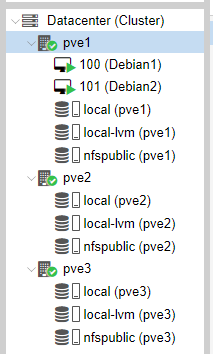 Datacenter (Cluster)
pve1
100 (Debian1)
101 (Debian2)
local (pve1)
local-lvm (pve1)
nfspublic (pve1)
pve2
local (pve2)
local-lvm (pve2)
nfspublic (pve2)
pve3
local (pve3)
local-lvm (pve3)
nfspublic (pve3)